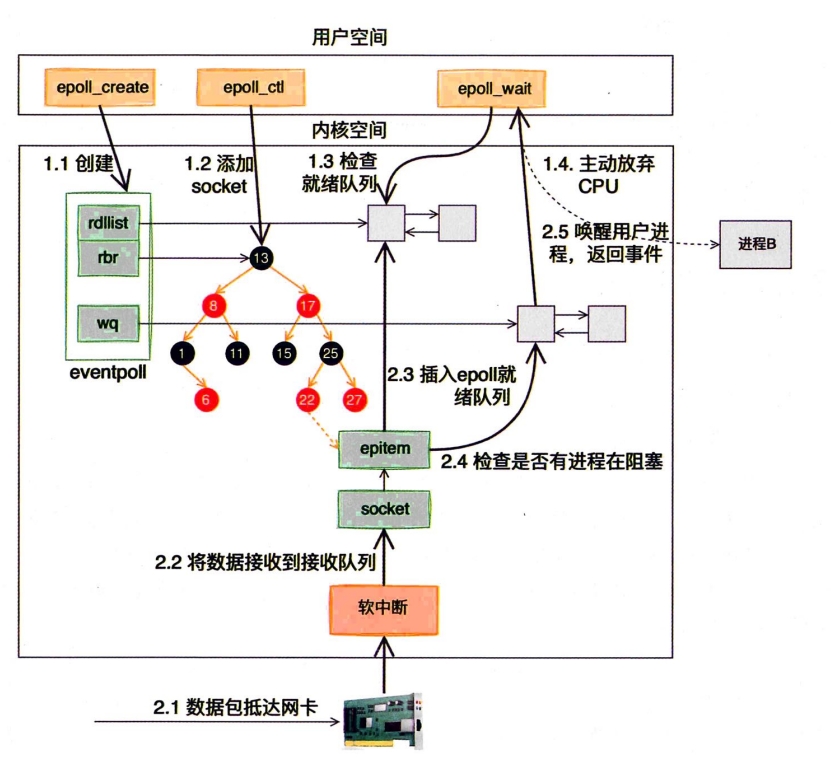 用户空间
epoll_create
epoll_ctl
epoll_wait
内核空间
1.1 创建
1.2 添加
socket
1.3 检查
就绪队列
1.4. 主动放弃
CPU
2.5 唤醒用户进
程，返回事件
进程B
rdllist
rbr
wq
eventpoll
13
8
17
1
11
15
25
6
22
27
2.3 插入epoll就
绪队列
epitem
2.4 检查是否有进程在阻塞
socket
2.2 将数据接收到接收队列
软中断
2.1 数据包抵达网卡